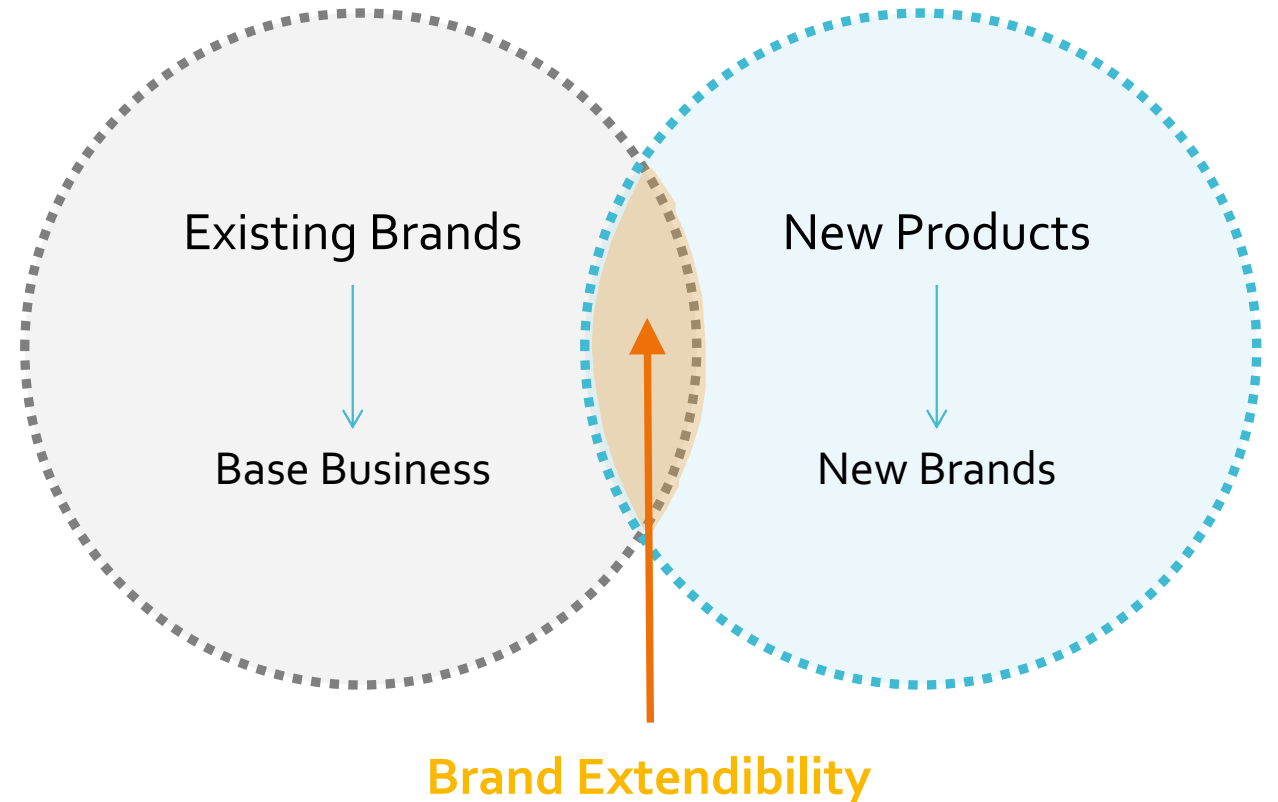 Existing Brands
Base Business
New Products
New Brands
Brand Extendibility